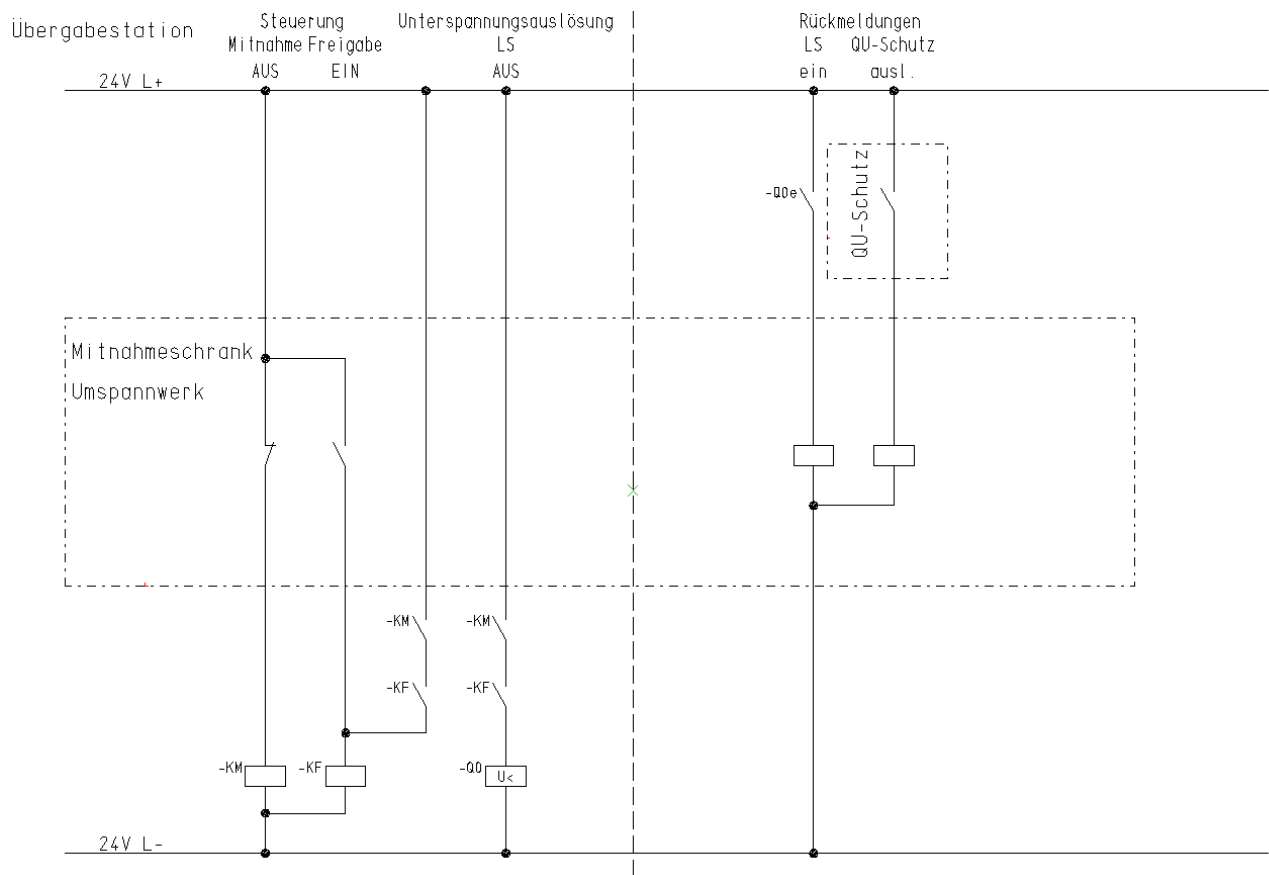 Übergabestation
Steuerung
Mitnahme Freigabe
AUS EIN
Unterspannungsauslösung
LS
AUS
Rückmeldungen
LS QU-Schutz
ein ausl.
24V L+
-Q0e
QU-Schutz
Mitnahmeschrank
Umspannwerk
-KM -KM
-KF -KF
-KM -KF -Q0 U<
24V L-